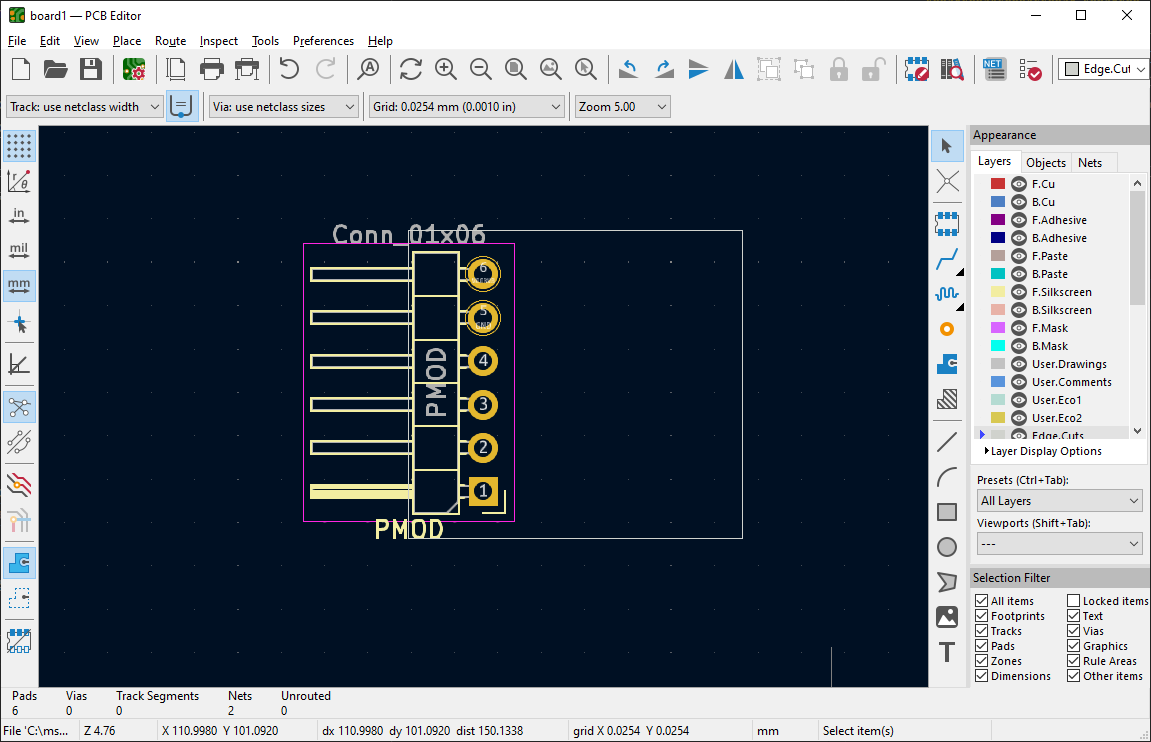 board1 — PCB Editor
File Edit View Place Route Inspect Tools Preferences Help
NET Edge.Cut
Track: use netclass width Via: use netclass sizes Grid: 0.0254 mm (0.0010 in) Zoom 5.00
r θ
in
mil
mm
Conn_01x06
6
5
GND
4
3
2
1
PMOD
PMOD
T
Appearance
Layers Objects Nets
F.Cu
B.Cu
F.Adhesive
B.Adhesive
F.Paste
B.Paste
F.Silkscreen
B.Silkscreen
F.Mask
B.Mask
User.Drawings
User.Comments
User.Eco1
User.Eco2
Edge.Cuts
Layer Display Options
Presets (Ctrl+Tab):
All Layers
Viewports (Shift+Tab):
---
Selection Filter
All items Locked items
Footprints Text
Tracks Vias
Pads Graphics
Zones Rule Areas
Dimensions Other items
Pads Vias Track Segments Nets Unrouted
6 0 0 2 0
File 'C:\ms... Z 4.76 X 110.9980 Y 101.0920 dx 110.9980 dy 101.0920 dist 150.1338 grid X 0.0254 Y 0.0254 mm Select item(s)